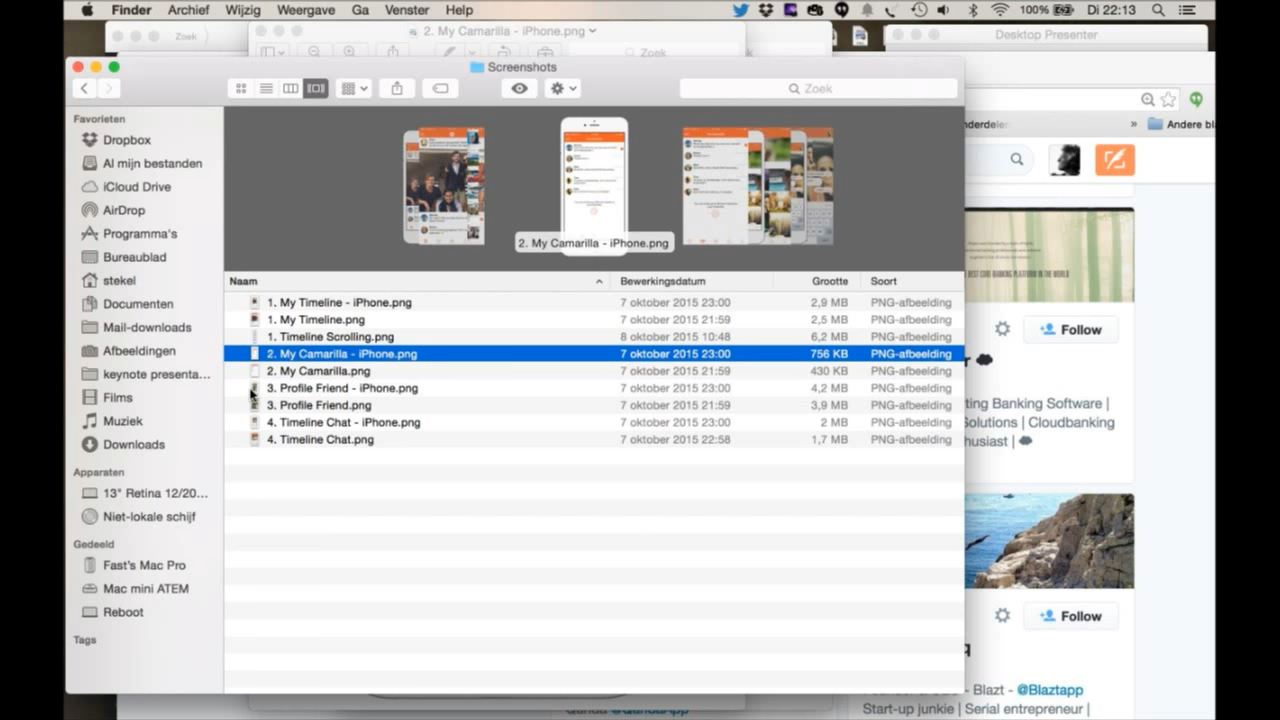 Finder Archief Wijzig Weergave Ga Venster Help 100% Di 22:13
Zoek
2. My Camarilla - iPhone.png
Zoek
Desktop Presenter
Screenshots
Zoek
Andere bl
Favorieten
Dropbox
Al mijn bestanden
iCloud Drive
AirDrop
Programma's
Bureaublad
stekel
Documenten
Mail-downloads
Afbeeldingen
keynote presenta...
Films
Muziek
Downloads
Apparaten
13" Retina 12/20...
Niet-lokale schijf
Gedeeld
Fast's Mac Pro
Mac mini ATEM
Reboot
Tags
2. My Camarilla - iPhone.png
Naam Bewerkingsdatum Grootte Soort
1. My Timeline - iPhone.png 7 oktober 2015 23:00 2,9 MB PNG-afbeelding
1. My Timeline.png 7 oktober 2015 21:59 2,5 MB PNG-afbeelding
1. Timeline Scrolling.png 8 oktober 2015 10:48 6,2 MB PNG-afbeelding
2. My Camarilla - iPhone.png 7 oktober 2015 23:00 756 KB PNG-afbeelding
2. My Camarilla.png 7 oktober 2015 21:59 430 KB PNG-afbeelding
3. Profile Friend - iPhone.png 7 oktober 2015 23:00 4,2 MB PNG-afbeelding
3. Profile Friend.png 7 oktober 2015 21:59 3,9 MB PNG-afbeelding
4. Timeline Chat - iPhone.png 7 oktober 2015 23:00 2 MB PNG-afbeelding
4. Timeline Chat.png 7 oktober 2015 22:58 1,7 MB PNG-afbeelding
BEST CORE BANKING PLATFORM IN THE WORLD
Follow
ting Banking Software |
Solutions | Cloudbanking
husiast |
Follow
- Blazt - @Blaztapp
Start-up junkie | Serial entrepreneur |